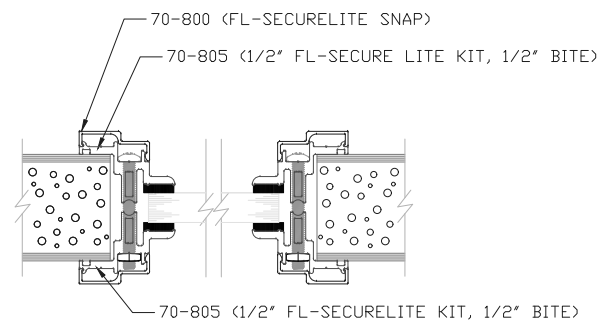 70-800 (FL-SECURELITE SNAP)
70-805 (1/2" FL-SECURE LITE KIT, 1/2" BITE)
70-805 (1/2" FL-SECURELITE KIT, 1/2" BITE)